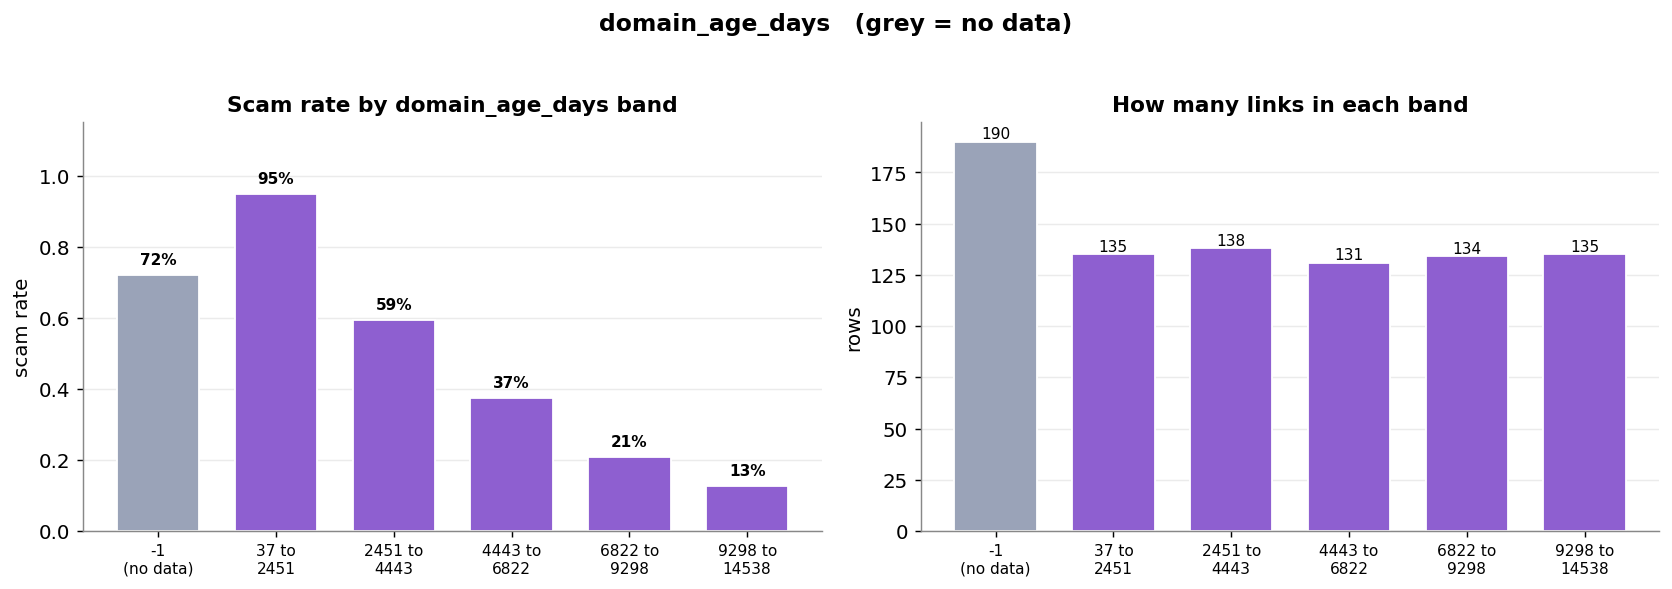 domain_age_days   (grey = no data)
Scam rate by domain_age_days band
scam rate
1.0
0.8
0.6
0.4
0.2
0.0
72%
95%
59%
37%
21%
13%
-1
(no data)
37 to
2451
2451 to
4443
4443 to
6822
6822 to
9298
9298 to
14538
How many links in each band
rows
175
150
125
100
75
50
25
0
190
135
138
131
134
135
-1
(no data)
37 to
2451
2451 to
4443
4443 to
6822
6822 to
9298
9298 to
14538